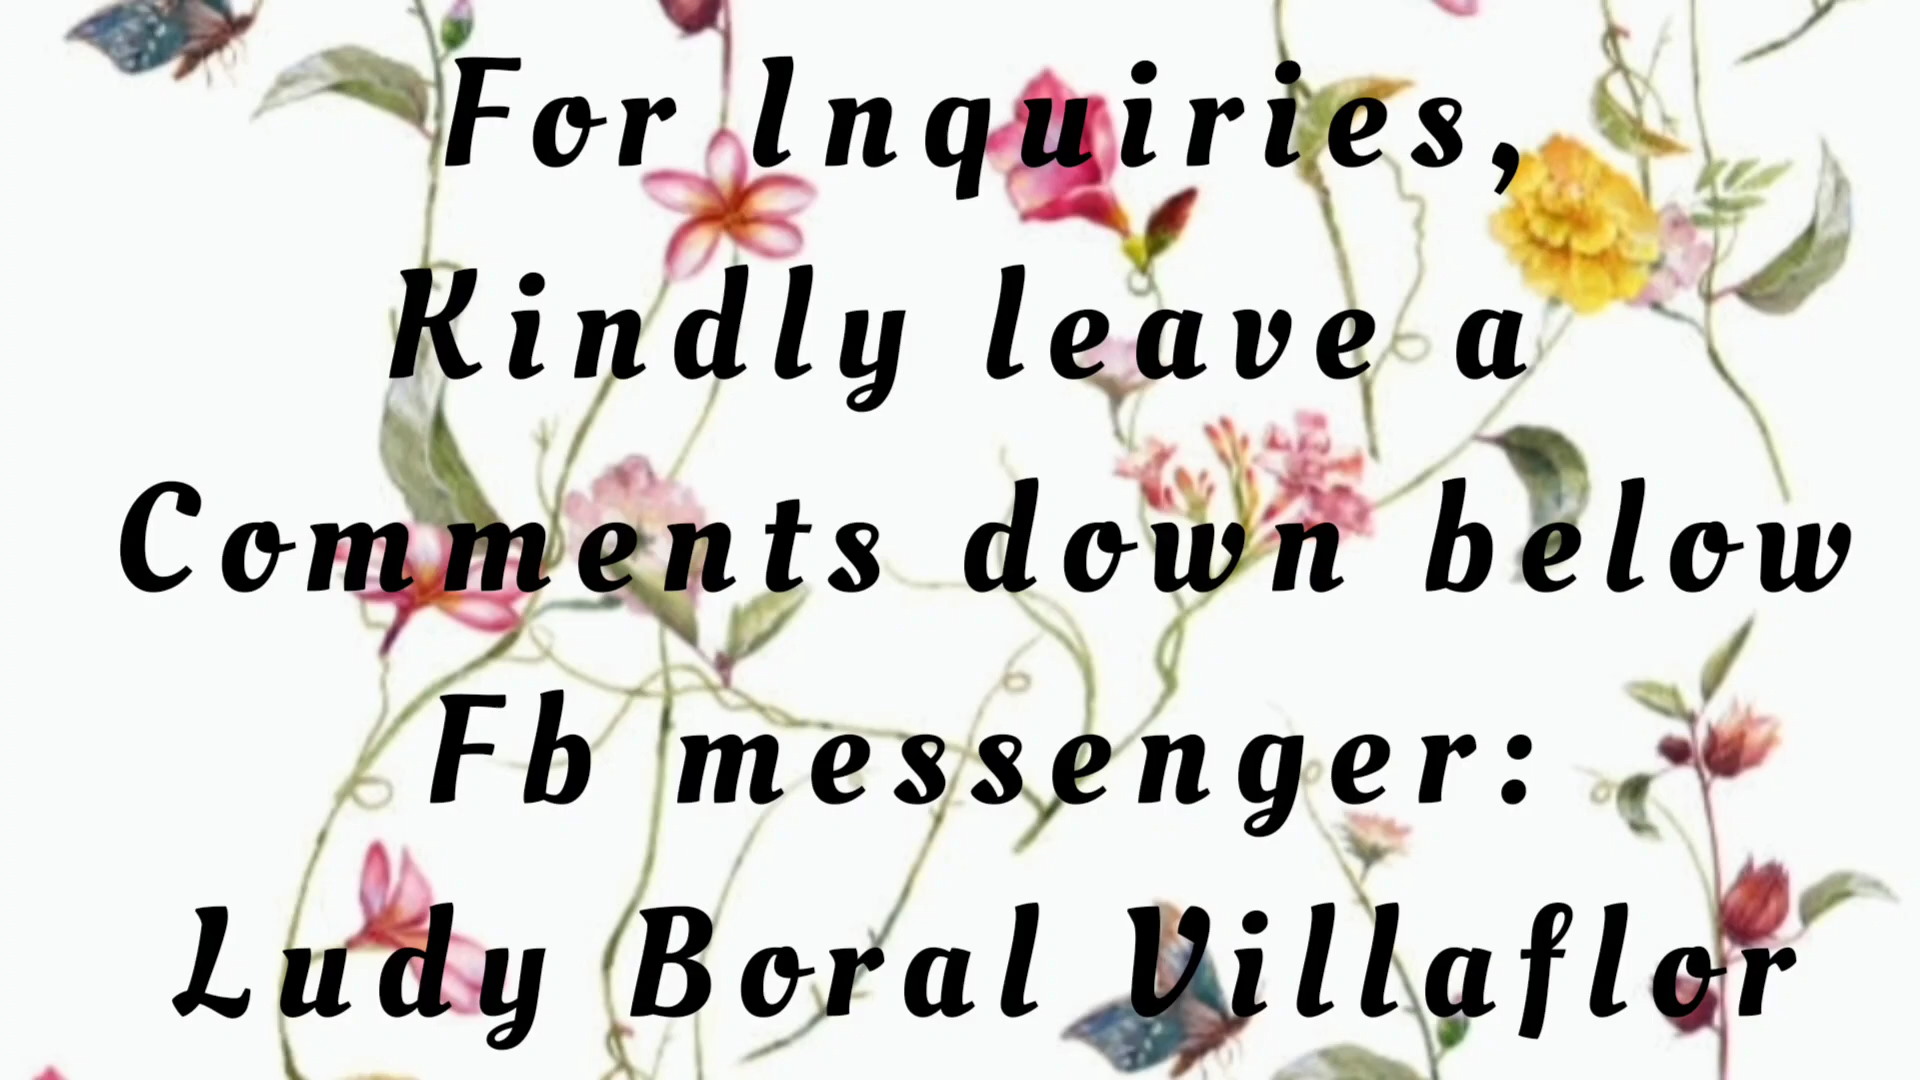 For Inquiries,
Kindly leave a
Comments down below
Fb messenger:
Ludy Boral Villaflor